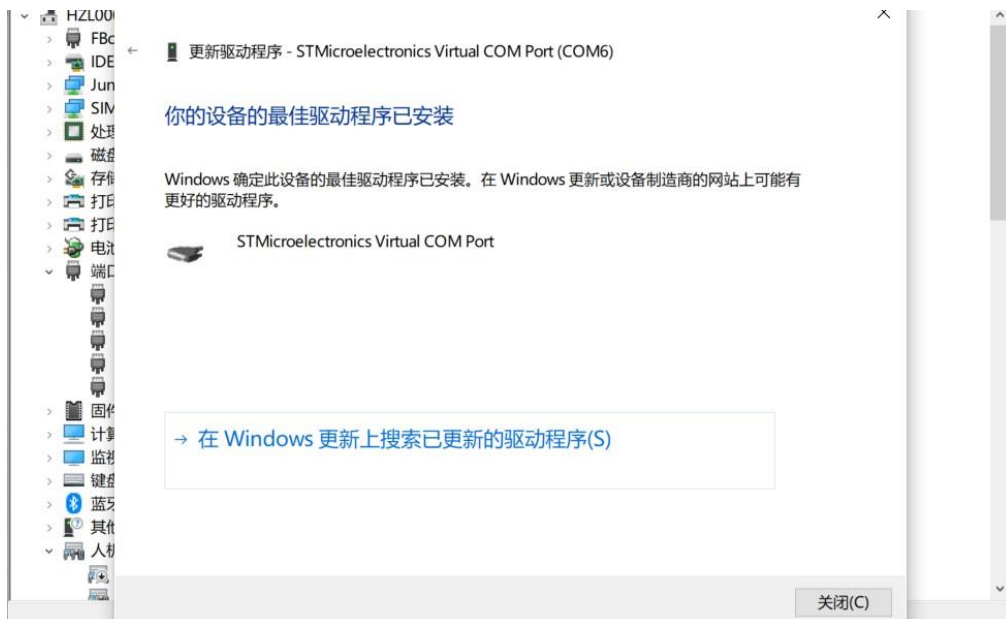 HZL00
更新驱动程序 - STMicroelectronics Virtual COM Port (COM6)
你的设备的最佳驱动程序已安装
Windows 确定此设备的最佳驱动程序已安装。在 Windows 更新或设备制造商的网站上可能有
更好的驱动程序。
STMicroelectronics Virtual COM Port
IDE
Jun
SIM
处理
磁盘
存储
打印
打印
电池
端口
固件
计算
监视
键盘
蓝牙
其他
人机
→ 在 Windows 更新上搜索已更新的驱动程序(S)
关闭(C)